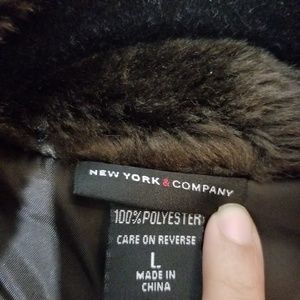 NEW YORK & COMPANY
100% POLYESTER
CARE ON REVERSE
L
MADE IN
CHINA